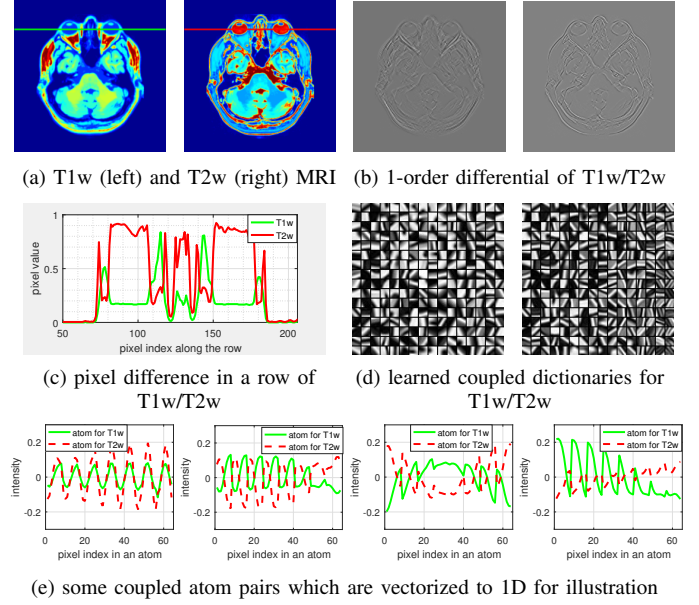 (a) T1w (left) and T2w (right) MRI
(b) 1-order differential of T1w/T2w
1
0.5
0
pixel value
T1w
T2w
50
100
150
200
pixel index along the row
(c) pixel difference in a row of
T1w/T2w
(d) learned coupled dictionaries for
T1w/T2w
0.2
0
-0.2
intensity
atom for T1w
atom for T2w
0
20
40
60
pixel index in an atom
0.2
0
-0.2
atom for T1w
atom for T2w
0
20
40
60
pixel index in an atom
0.2
0
-0.2
intensity
atom for T1w
atom for T2w
0
20
40
60
pixel index in an atom
0.2
0
-0.2
atom for T1w
atom for T2w
0
20
40
60
pixel index in an atom
(e) some coupled atom pairs which are vectorized to 1D for illustration